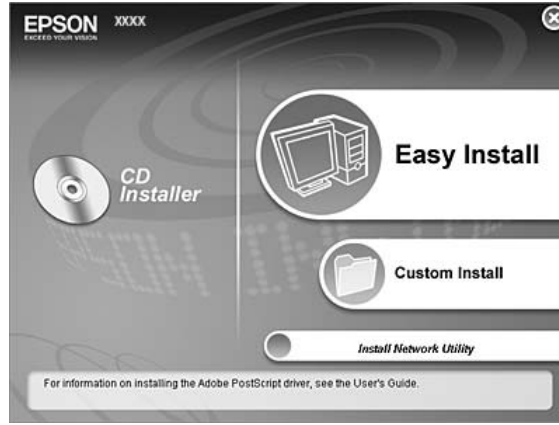 EPSON XXXX
EXCEED YOUR VISION
CD
Installer
Easy Install
Custom Install
Install Network Utility
For information on installing the Adobe PostScript driver, see the User's Guide.